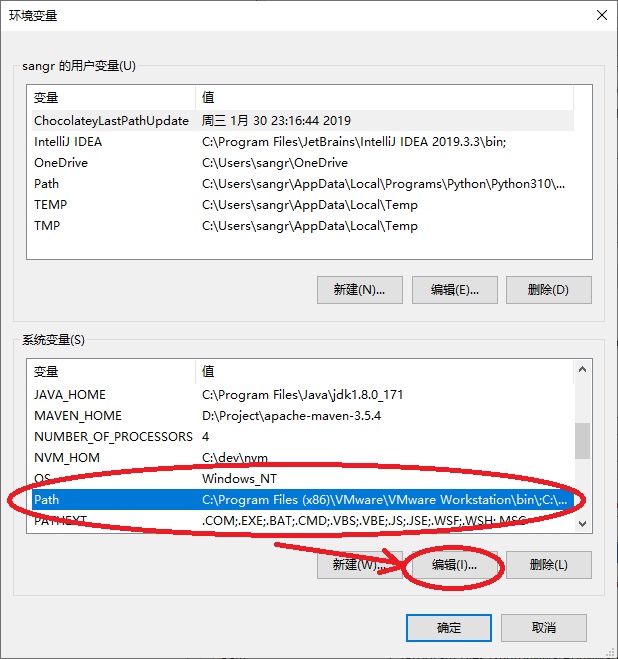 环境变量
sangr 的用户变量(U)
变量 值
ChocolateyLastPathUpdate 周三 1月 30 23:16:44 2019
IntelliJ IDEA C:\Program Files\JetBrains\IntelliJ IDEA 2019.3.3\bin;
OneDrive C:\Users\sangr\OneDrive
Path C:\Users\sangr\AppData\Local\Programs\Python\Python310\...
TEMP C:\Users\sangr\AppData\Local\Temp
TMP C:\Users\sangr\AppData\Local\Temp
新建(N)... 编辑(E)... 删除(D)
系统变量(S)
变量 值
JAVA_HOME C:\Program Files\Java\jdk1.8.0_171
MAVEN_HOME D:\Project\apache-maven-3.5.4
NUMBER_OF_PROCESSORS 4
NVM_HOM C:\dev\nvm
OS Windows_NT
Path C:\Program Files (x86)\VMware\VMware Workstation\bin\;C:\...
PATHEXT .COM;.EXE;.BAT;.CMD;.VBS;.VBE;.JS;.JSE;.WSF;.WSH;.MSC
新建(W)... 编辑(I)... 删除(L)
确定 取消